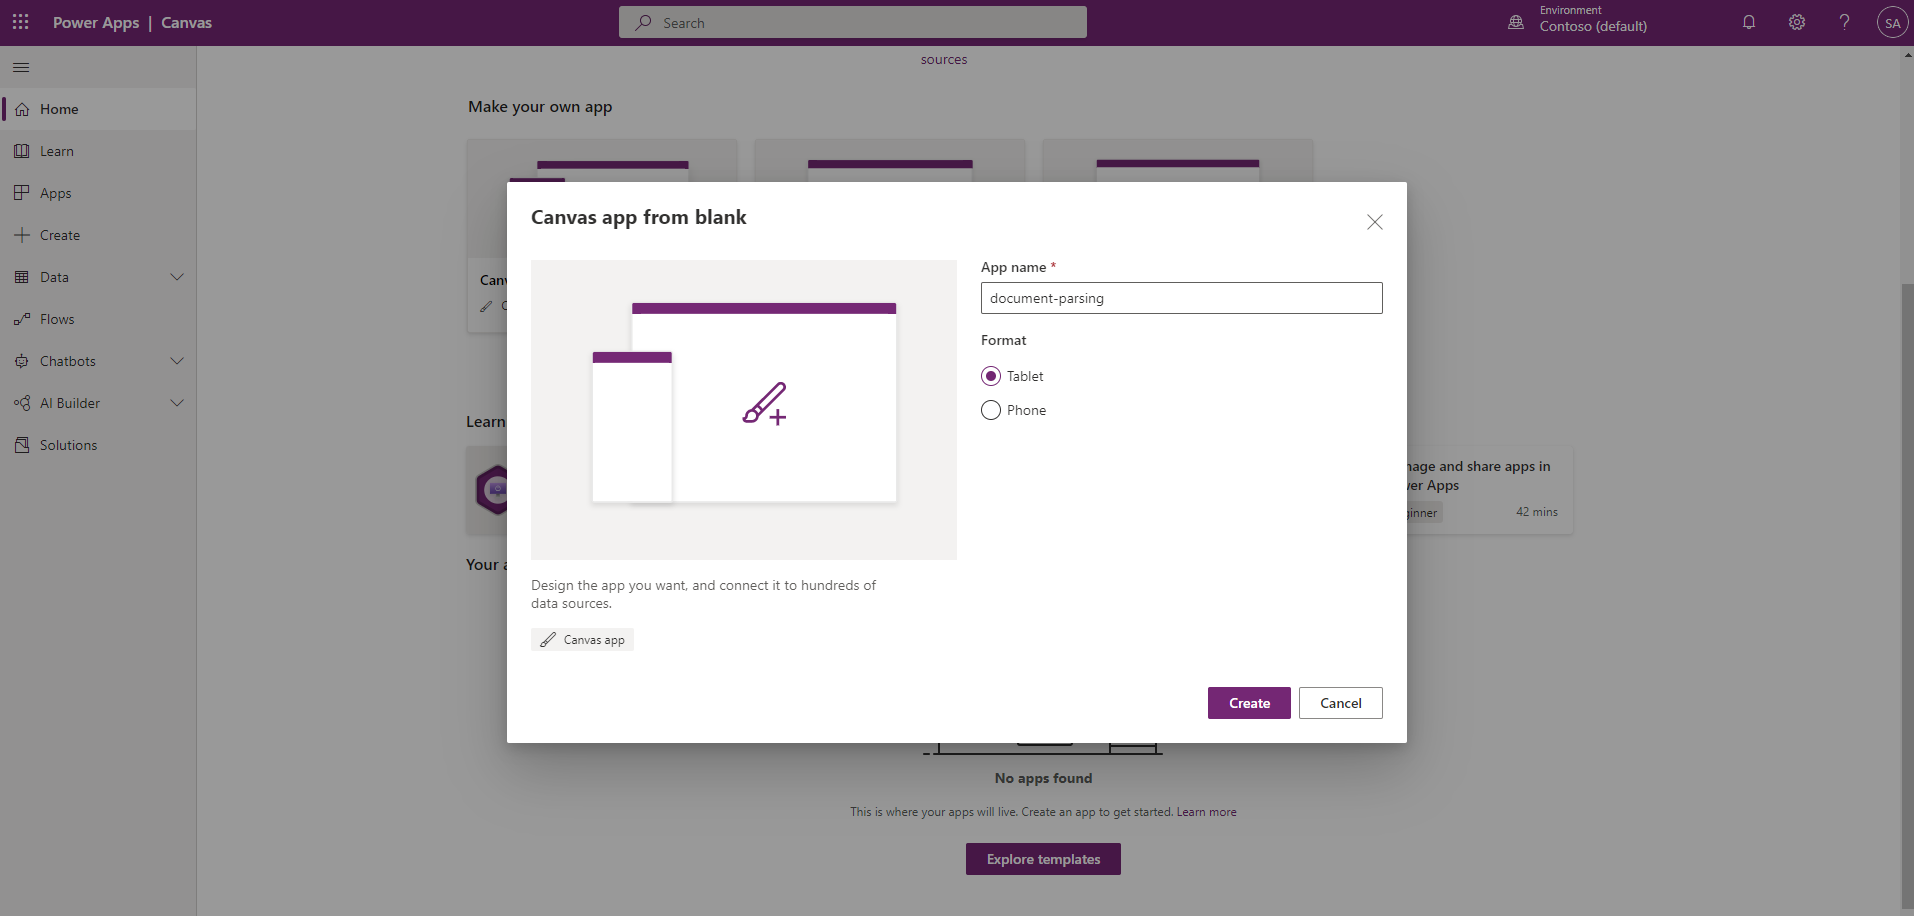 Power Apps | Canvas
Search
Environment
Contoso (default)
SA
Home
Learn
Apps
Create
Data
Flows
Chatbots
AI Builder
Solutions
sources
Make your own app
Canvas app from blank
App name *
document-parsing
Format
Tablet
Phone
Design the app you want, and connect it to hundreds of
data sources.
Canvas app
Create
Cancel
Learn
Your
apps in
and share
Apps
42 mins
No apps found
This is where your apps will live. Create an app to get started. Learn more
Explore templates